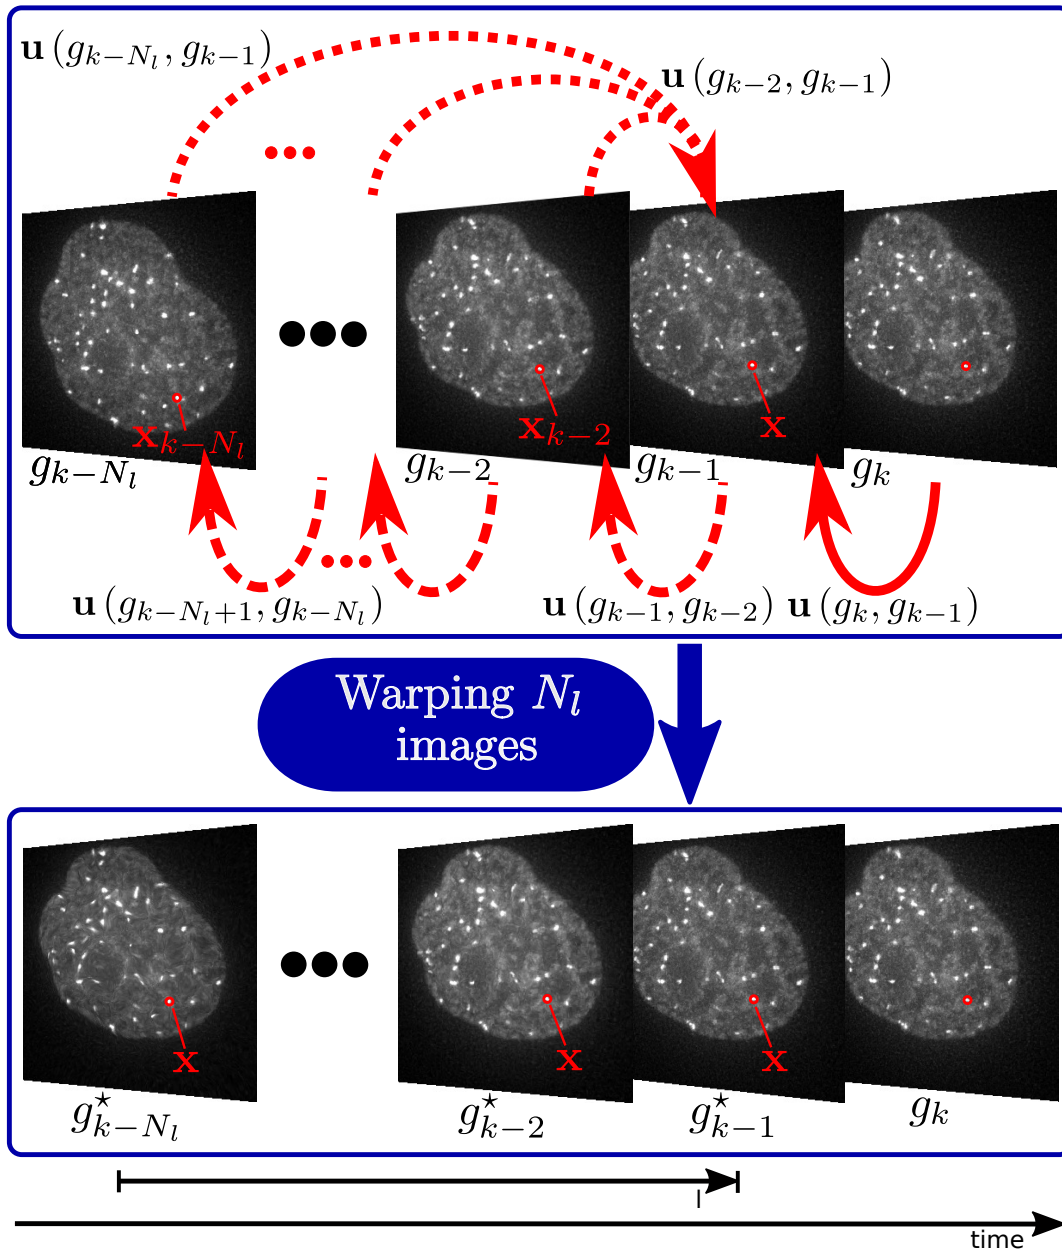 u (g_{k−N_l}, g_{k−1})
u (g_{k−2}, g_{k−1})
x_{k−N_l}
x_{k−2}
x
g_{k−N_l}
g_{k−2}
g_{k−1}
g_k
u (g_{k−N_l+1}, g_{k−N_l})
u (g_{k−1}, g_{k−2})
u (g_k, g_{k−1})
Warping N_l
images
x
x
x
g^⋆_{k−N_l}
g^⋆_{k−2}
g^⋆_{k−1}
g_k
l
time